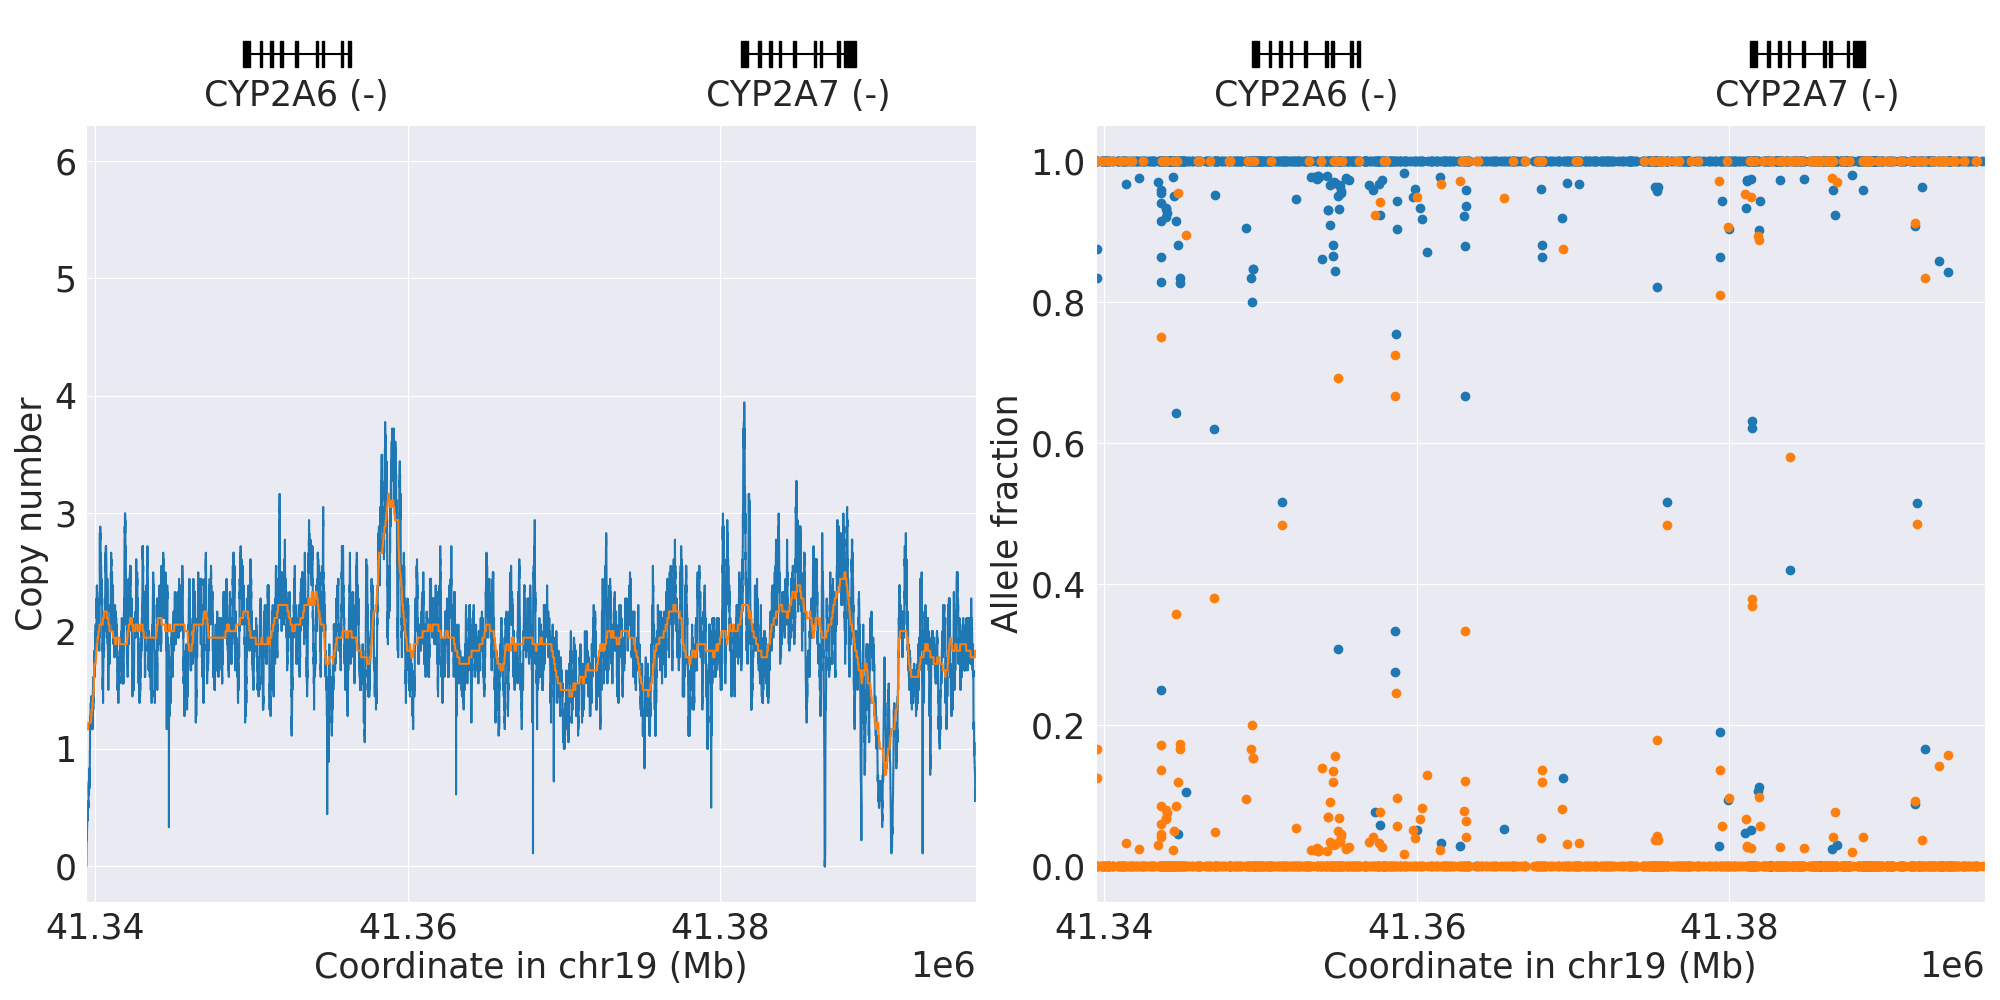 CYP2A6 (-)
CYP2A7 (-)
6
5
4
3
2
1
0
Copy number
41.34
41.36
41.38
Coordinate in chr19 (Mb)
1e6
CYP2A6 (-)
CYP2A7 (-)
1.0
0.8
0.6
0.4
0.2
0.0
Allele fraction
41.34
41.36
41.38
Coordinate in chr19 (Mb)
1e6